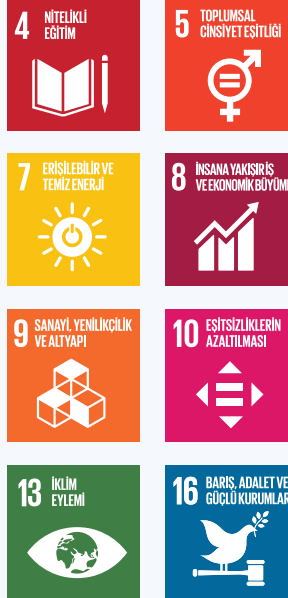 4 NİTELİKLİ
EĞİTİM
5 TOPLUMSAL
CİNSİYET EŞİTLİĞİ
7 ERİŞİLEBİLİR VE
TEMİZ ENERJİ
8 İNSANA YAKIŞIR İŞ
VE EKONOMİK BÜYÜM
9 SANAYİ, YENİLİKÇİLİK
VE ALTYAPI
10 EŞİTSİZLİKLERİN
AZALTILMASI
13 İKLİM
EYLEMİ
16 BARIŞ, ADALET VE
GÜÇLÜ KURUMLAR